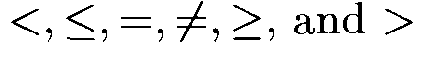 <, ≤, =, ≠, ≥, and >